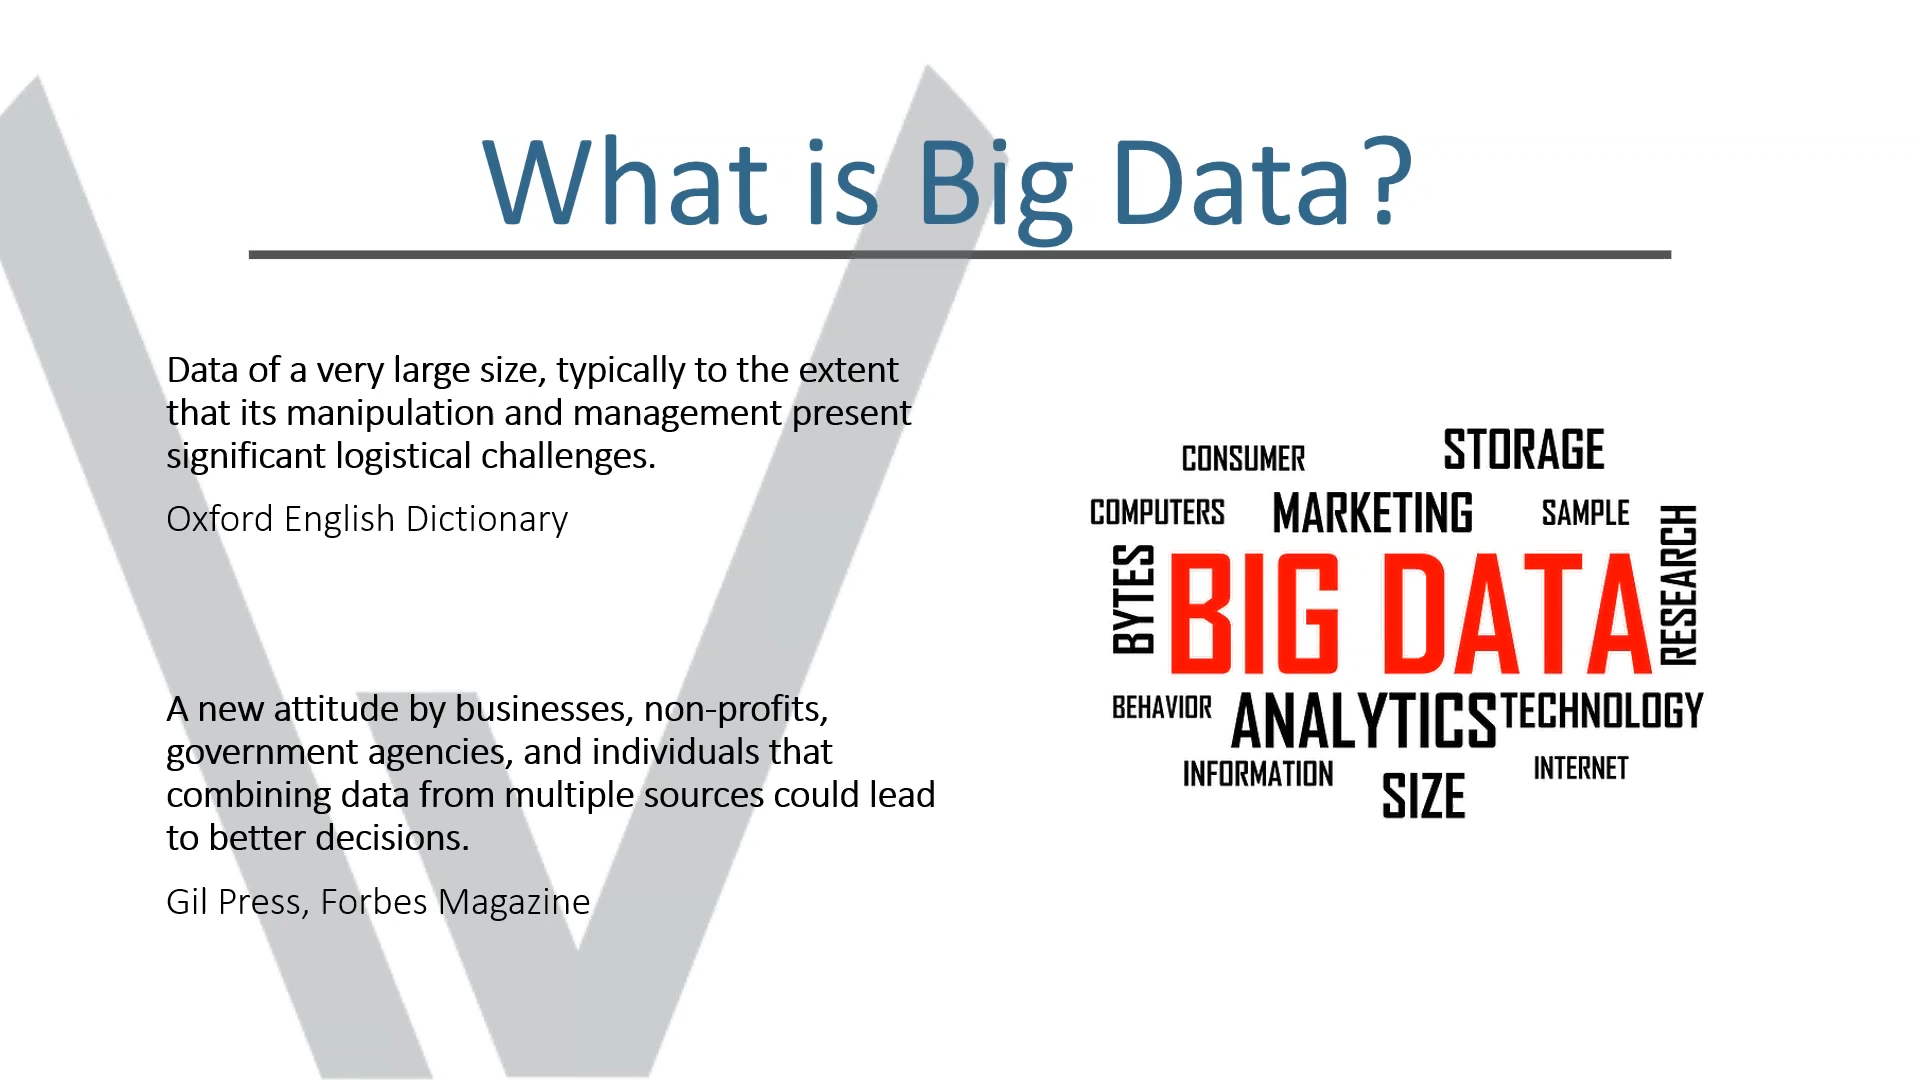 What is Big Data?
Data of a very large size, typically to the extent
that its manipulation and management present
significant logistical challenges.
Oxford English Dictionary
A new attitude by businesses, non-profits,
government agencies, and individuals that
combining data from multiple sources could lead
to better decisions.
Gil Press, Forbes Magazine
CONSUMER
STORAGE
COMPUTERS
MARKETING
SAMPLE
BYTES
BIG DATA
RESEARCH
BEHAVIOR
ANALYTICS
TECHNOLOGY
INFORMATION
SIZE
INTERNET